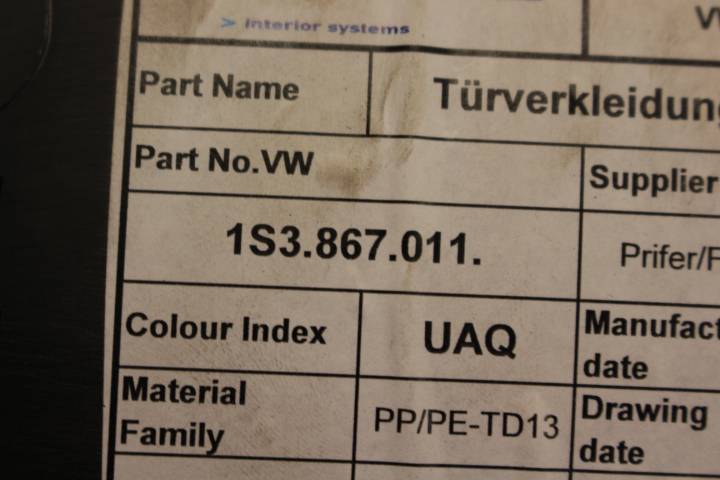 > interior systems
Part Name
Part No.VW
Supplier
1S3.867.011.
Colour Index
UAQ
date
Material
Family
PP/PE-TD13
Drawing
date